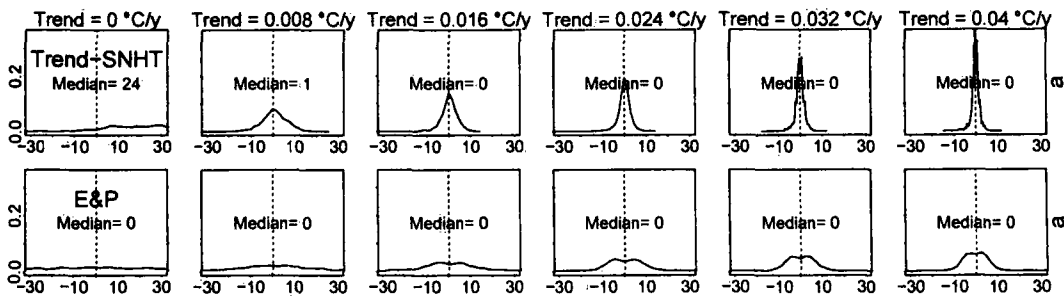 Trend = 0 °C/y Trend = 0.008 °C/y Trend = 0.016 °C/y Trend = 0.024 °C/y Trend = 0.032 °C/y Trend = 0.04 °C/y
Trend-SNHT
Median= 24 Median= 1 Median= 0 Median= 0 Median= 0 Median= 0
0.2
0.0
a
-30 -10 10 30 -30 -10 10 30 -30 -10 10 30 -30 -10 10 30 -30 -10 10 30 -30 -10 10 30
E&P
Median= 0 Median= 0 Median= 0 Median= 0 Median= 0 Median= 0
0.2
0.0
a
-30 -10 10 30 -30 -10 10 30 -30 -10 10 30 -30 -10 10 30 -30 -10 10 30 -30 -10 10 30